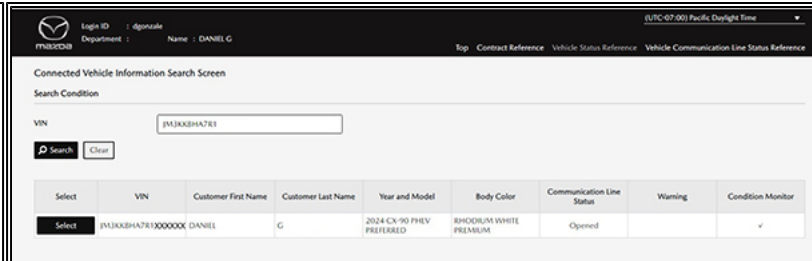 (UTC-07:00) Pacific Daylight Time
Login ID : dgonzale
Department : Name : DANIEL G
mazda
Top Contract Reference Vehicle Status Reference Vehicle Communication Line Status Reference
Connected Vehicle Information Search Screen
Search Condition
VIN JM3KKBHA7R1
Search Clear
Select VIN Customer First Name Customer Last Name Year and Model Body Color Communication Line Status Warning Condition Monitor
Select JM3KKBHA7R1XXXXXX DANIEL G 2024 CX-90 PHEV PREFERRED RHODIUM WHITE PREMIUM Opened ✓